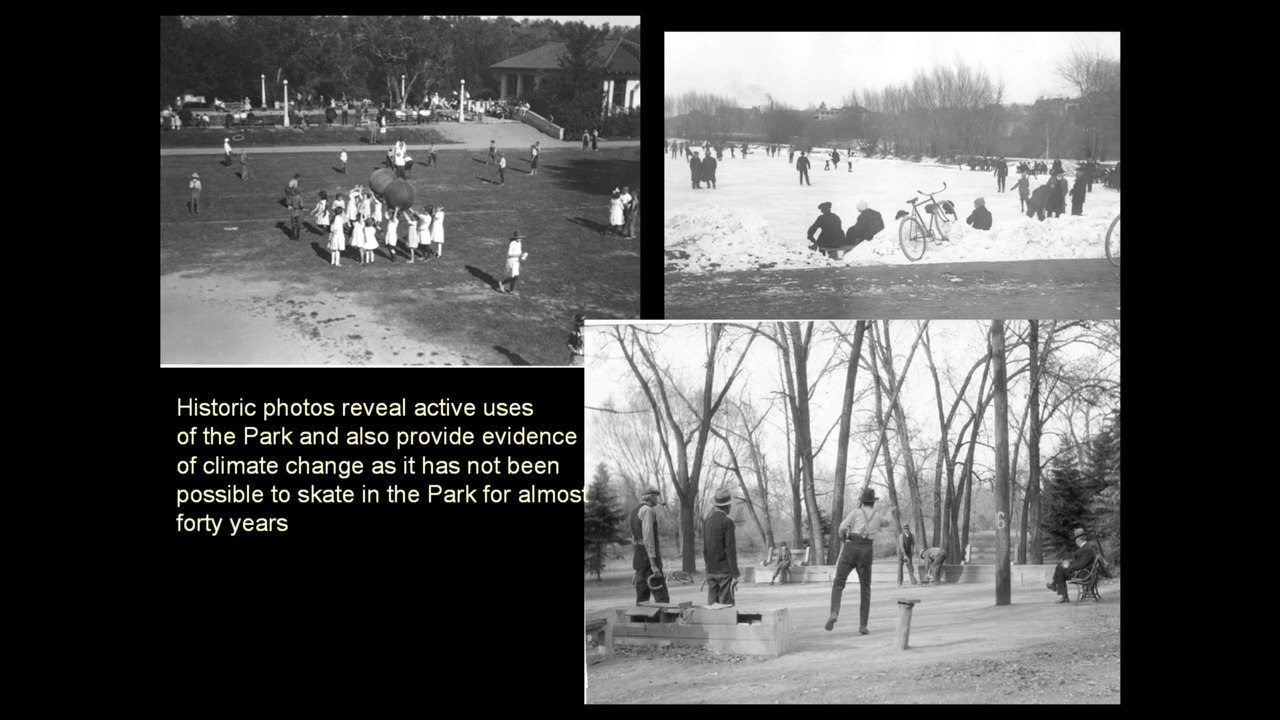 Historic photos reveal active uses
of the Park and also provide evidence
of climate change as it has not been
possible to skate in the Park for almost
forty years
6